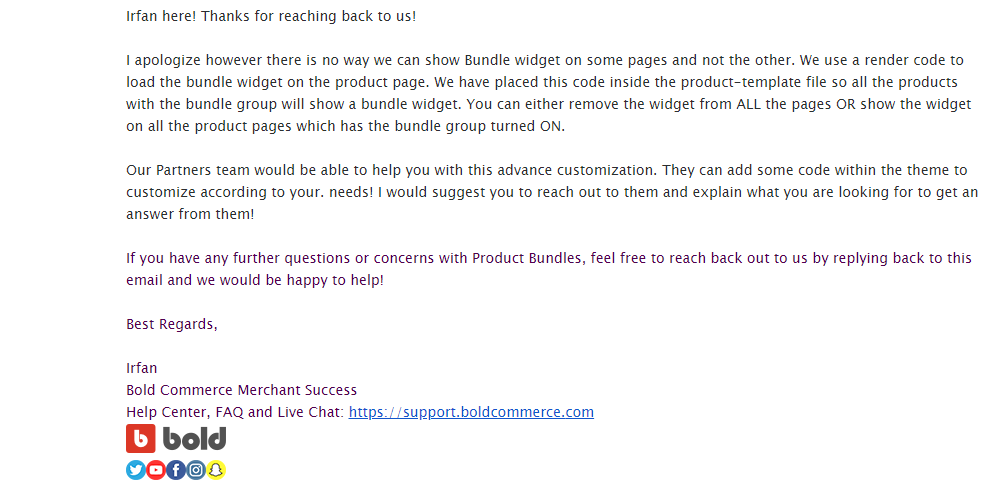 Irfan here! Thanks for reaching back to us!
I apologize however there is no way we can show Bundle widget on some pages and not the other. We use a render code to
load the bundle widget on the product page. We have placed this code inside the product-template file so all the products
with the bundle group will show a bundle widget. You can either remove the widget from ALL the pages OR show the widget
on all the product pages which has the bundle group turned ON.
Our Partners team would be able to help you with this advance customization. They can add some code within the theme to
customize according to your. needs! I would suggest you to reach out to them and explain what you are looking for to get an
answer from them!
If you have any further questions or concerns with Product Bundles, feel free to reach back out to us by replying back to this
email and we would be happy to help!
Best Regards,
Irfan
Bold Commerce Merchant Success
Help Center, FAQ and Live Chat: https://support.boldcommerce.com
b bold